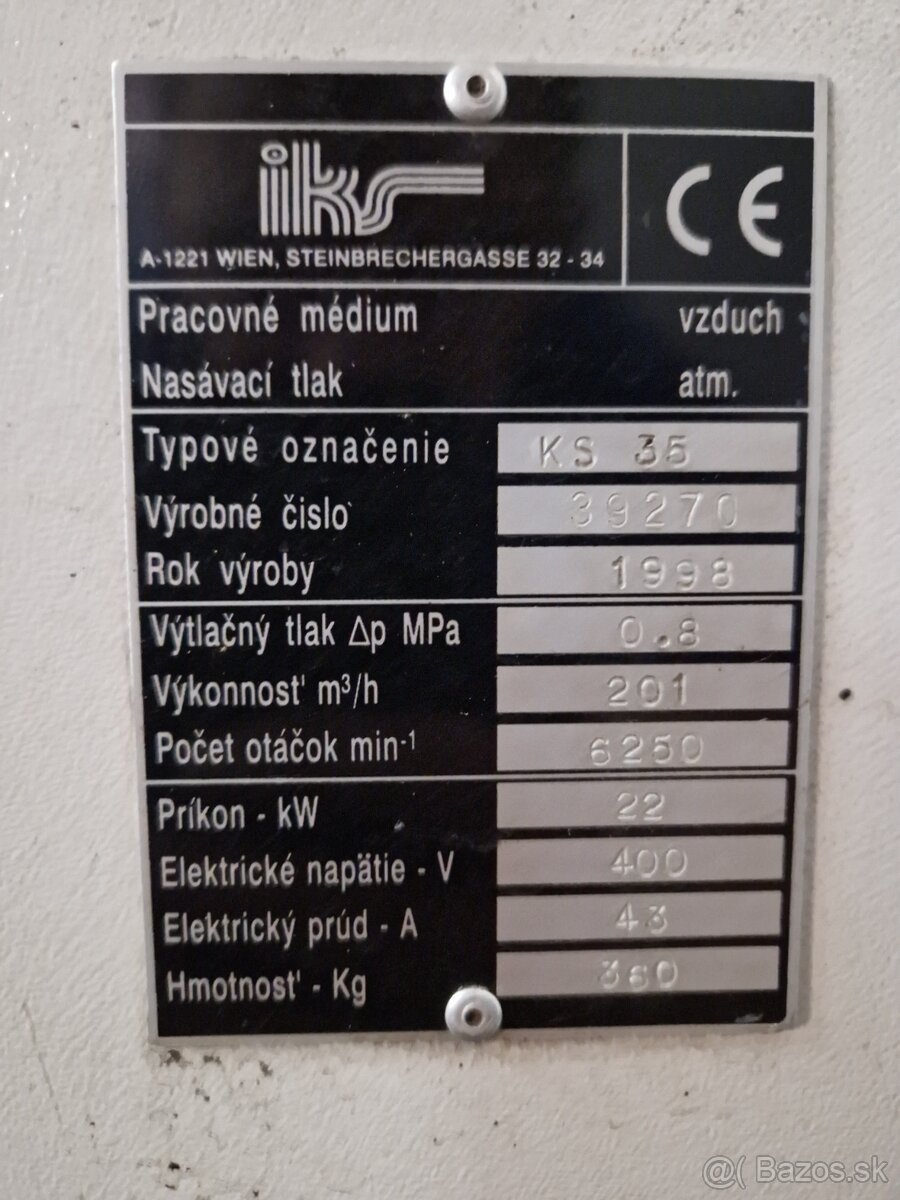 iks
CE
A-1221 WIEN, STEINBRECHERGASSE 32 - 34
Pracovné médium vzduch
Nasávací tlak atm.
Typové označenie KS 35
Výrobné čislo 39270
Rok výroby 1998
Výtlačný tlak Δp MPa 0.8
Výkonnosť m³/h 201
Počet otáčok min⁻¹ 6250
Príkon - kW 22
Elektrické napätie - V 400
Elektrický prúd - A 43
Hmotnosť - Kg 360
@( Bazos.sk